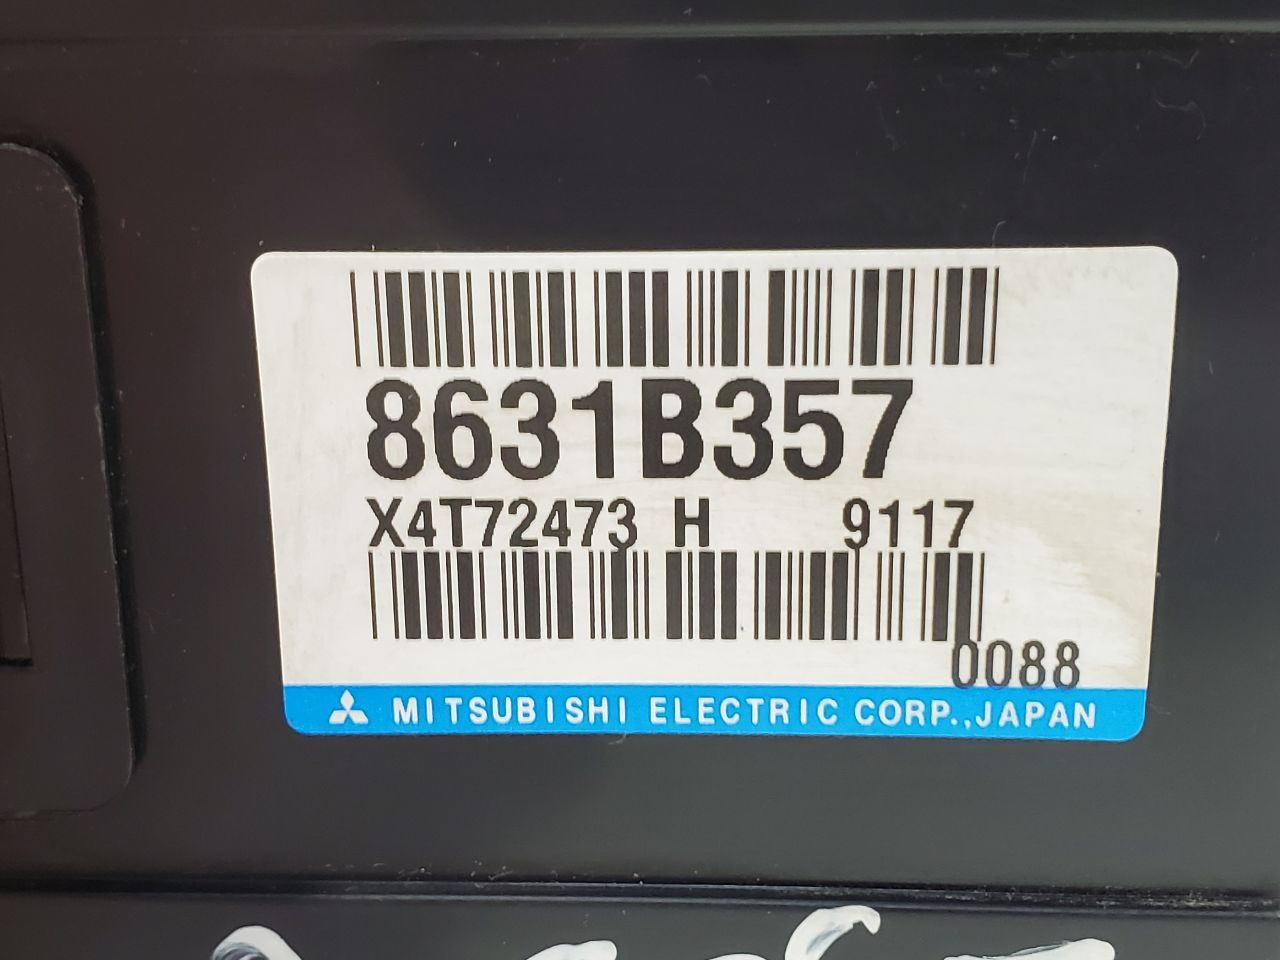 8631B357
X4T72473 H 9117
0088
MITSUBISHI ELECTRIC CORP.,JAPAN